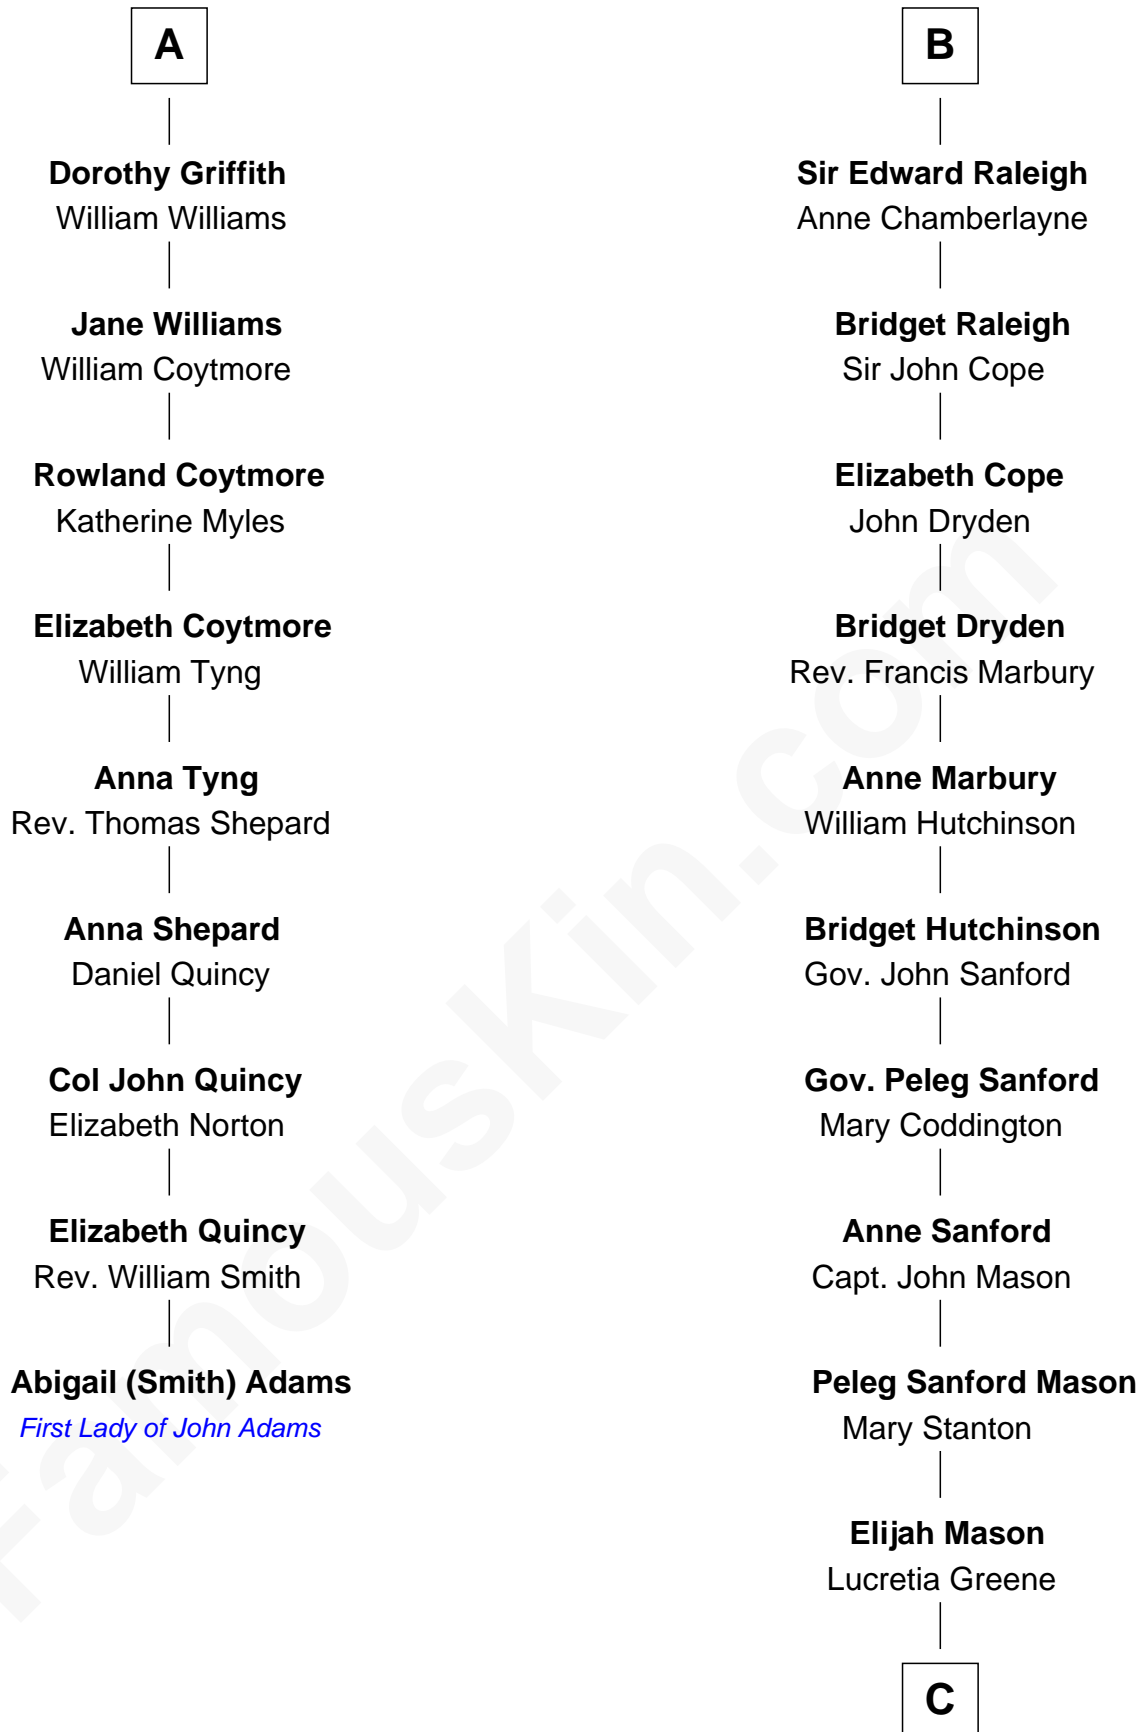 A
Dorothy Griffith
William Williams
Jane Williams
William Coytmore
Rowland Coytmore
Katherine Myles
Elizabeth Coytmore
William Tyng
Anna Tyng
Rev. Thomas Shepard
Anna Shepard
Daniel Quincy
Col John Quincy
Elizabeth Norton
Elizabeth Quincy
Rev. William Smith
Abigail (Smith) Adams
First Lady of John Adams
B
Sir Edward Raleigh
Anne Chamberlayne
Bridget Raleigh
Sir John Cope
Elizabeth Cope
John Dryden
Bridget Dryden
Rev. Francis Marbury
Anne Marbury
William Hutchinson
Bridget Hutchinson
Gov. John Sanford
Gov. Peleg Sanford
Mary Coddington
Anne Sanford
Capt. John Mason
Peleg Sanford Mason
Mary Stanton
Elijah Mason
Lucretia Greene
C
FamousKin.com